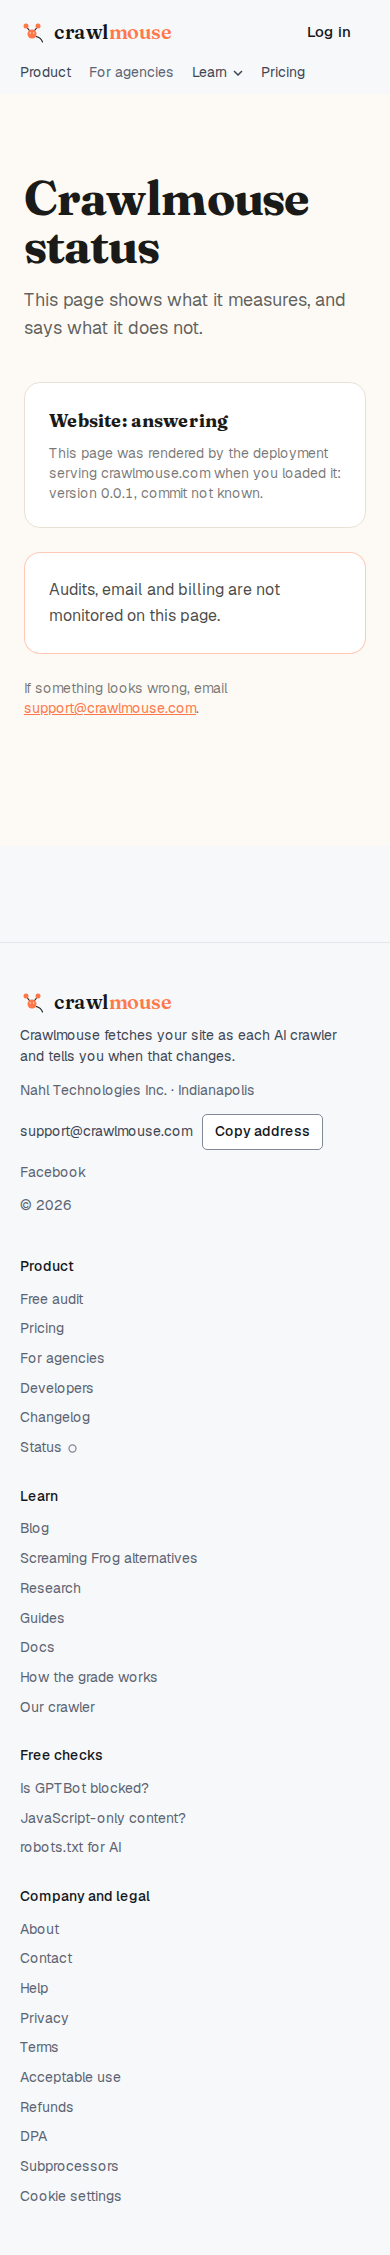 crawlmouse
Log in
Product
For agencies
Learn
Pricing
Crawlmouse
status
This page shows what it measures, and
says what it does not.
Website: answering
This page was rendered by the deployment
serving crawlmouse.com when you loaded it:
version 0.0.1, commit not known.
Audits, email and billing are not
monitored on this page.
If something looks wrong, email
support@crawlmouse.com.
crawlmouse
Crawlmouse fetches your site as each AI crawler
and tells you when that changes.
Nahl Technologies Inc. · Indianapolis
support@crawlmouse.com
Copy address
Facebook
© 2026
Product
Free audit
Pricing
For agencies
Developers
Changelog
Status
Learn
Blog
Screaming Frog alternatives
Research
Guides
Docs
How the grade works
Our crawler
Free checks
Is GPTBot blocked?
JavaScript-only content?
robots.txt for AI
Company and legal
About
Contact
Help
Privacy
Terms
Acceptable use
Refunds
DPA
Subprocessors
Cookie settings